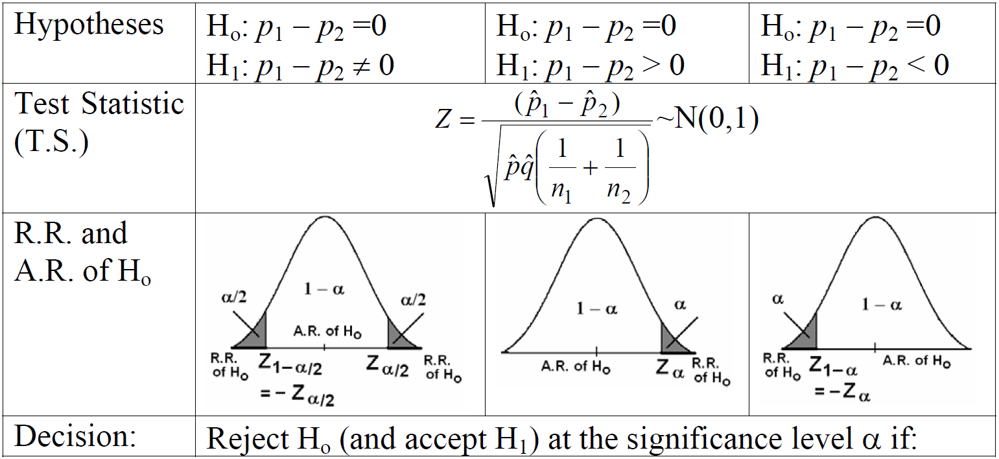 Hypotheses
Hₒ: p₁ – p₂ =0
H₁: p₁ – p₂ ≠ 0
Hₒ: p₁ – p₂ =0
H₁: p₁ – p₂ > 0
Hₒ: p₁ – p₂ =0
H₁: p₁ – p₂ < 0
Test Statistic
(T.S.)
Z = (p̂₁ − p̂₂) / √(p̂q̂(1/n₁ + 1/n₂)) ~N(0,1)
R.R. and
A.R. of Hₒ
α/2
1 – α
α/2
A.R. of Hₒ
R.R.
of Hₒ
Z₁₋α/₂
= – Zα/₂
Zα/₂
R.R.
of Hₒ
1 – α
α
A.R. of Hₒ
Zα
R.R.
of Hₒ
α
1 – α
R.R.
of Hₒ
Z₁₋α
= –Zα
A.R. of Hₒ
Decision:
Reject Hₒ (and accept H₁) at the significance level α if: